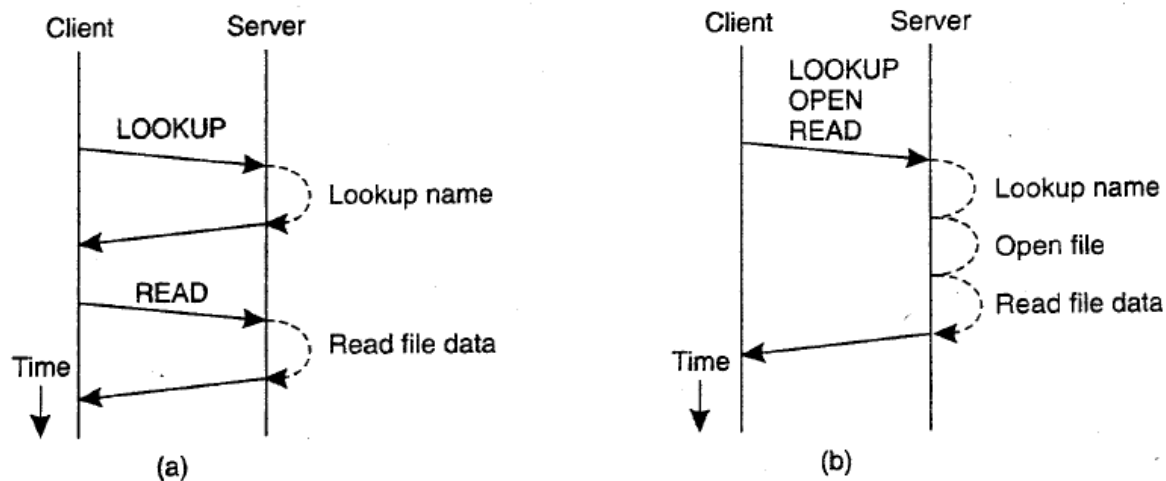 Client Server
LOOKUP
Lookup name
READ
Read file data
Time
(a)
Client Server
LOOKUP
OPEN
READ
Lookup name
Open file
Read file data
Time
(b)